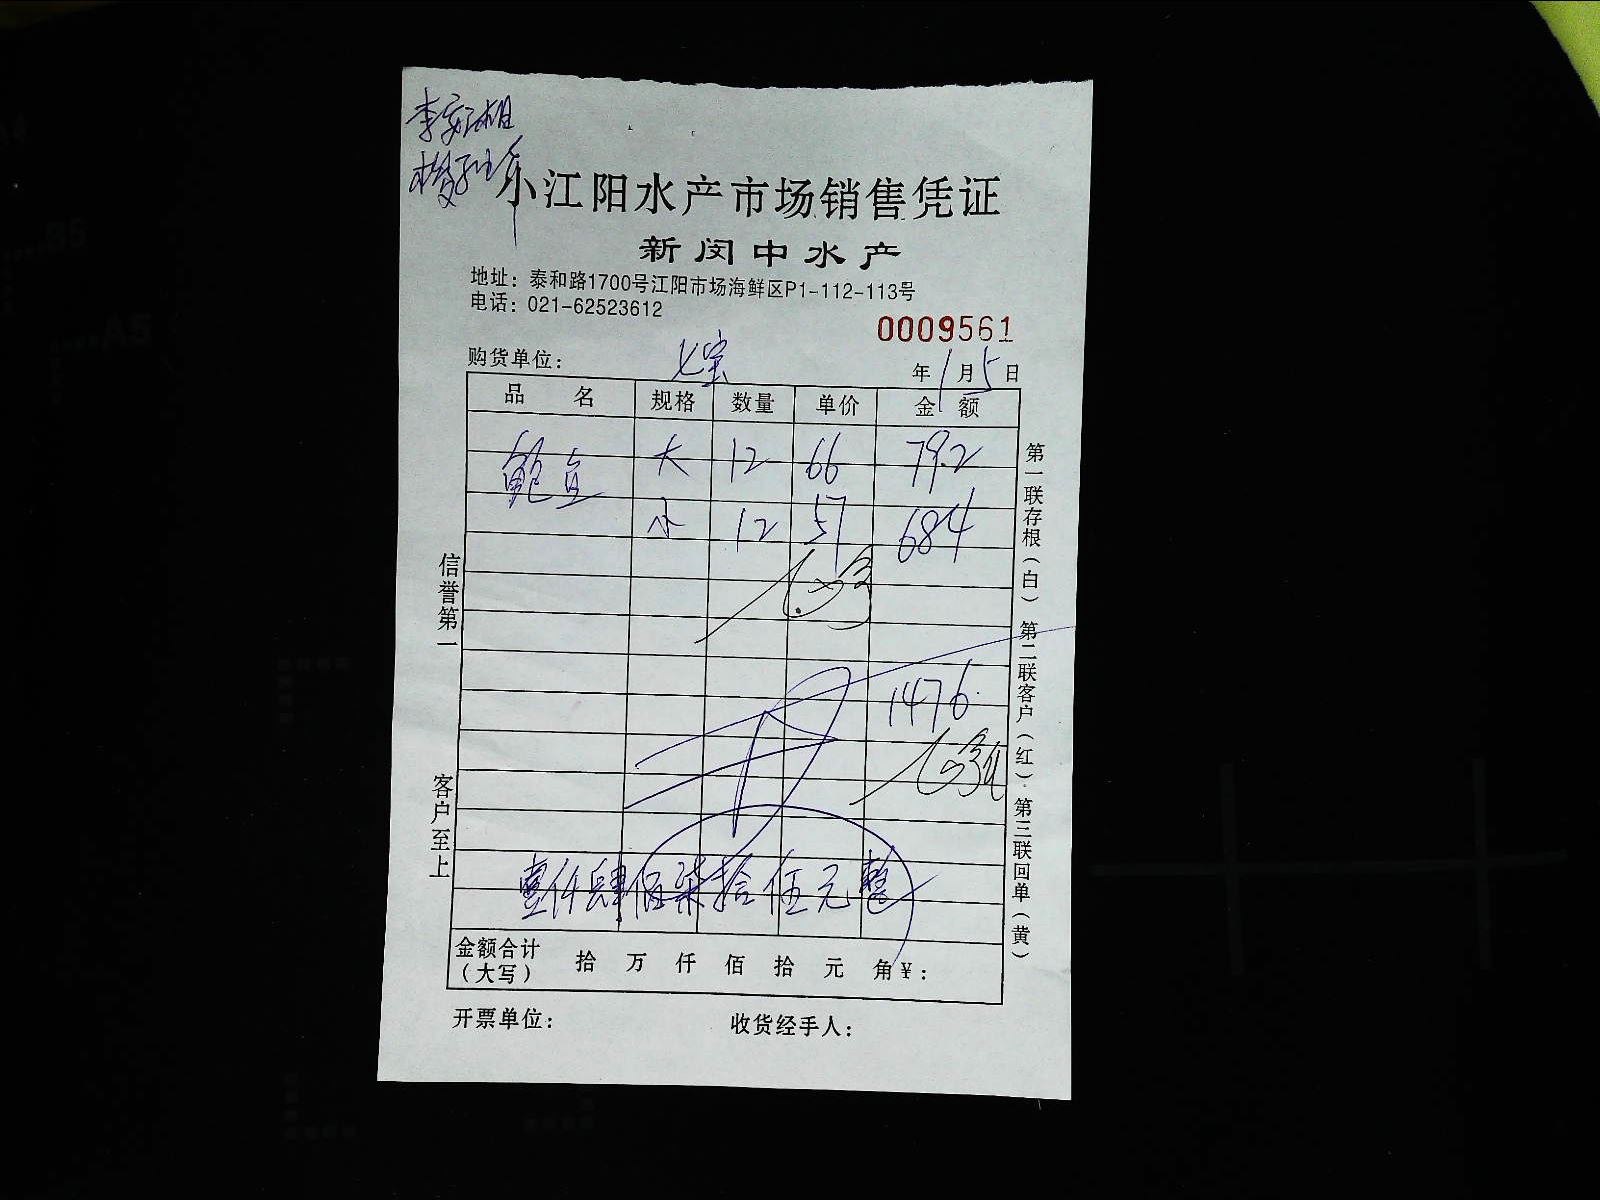 小江阳水产市场销售凭证
新闵中水产
地址：泰和路1700号江阳市场海鲜区P1-112-113号
电话：021-62523612
0009561
购货单位： 七宝 年1月5日
品 名 规格 数量 单价 金 额
鲍 大 12 66 792
小 12 57 684
1476
壹仟肆佰柒拾伍元整
金额合计（大写） 拾 万 仟 佰 拾 元 角￥：
开票单位： 收货经手人：
信誉第一
客户至上
第一联存根（白） 第二联客户（红） 第三联回单（黄）